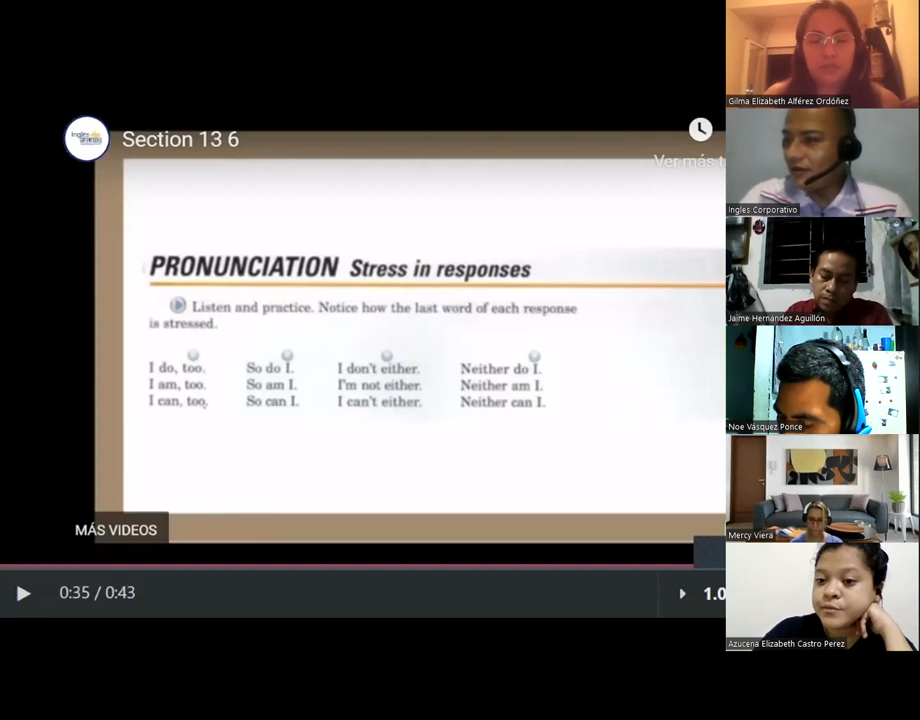 Section 13 6
Ver más t
PRONUNCIATION Stress in responses
Listen and practice. Notice how the last word of each response
is stressed.
I do, too. So do I. I don't either. Neither do I.
I am, too. So am I. I'm not either. Neither am I.
I can, too. So can I. I can't either. Neither can I.
MÁS VIDEOS
0:35 / 0:43
1.0
Gilma Elizabeth Alférez Ordóñez
Ingles Corporativo
Jaime Hernández Aguillón
Noe Vásquez Ponce
Mercy Viera
Azucena Elizabeth Castro Perez